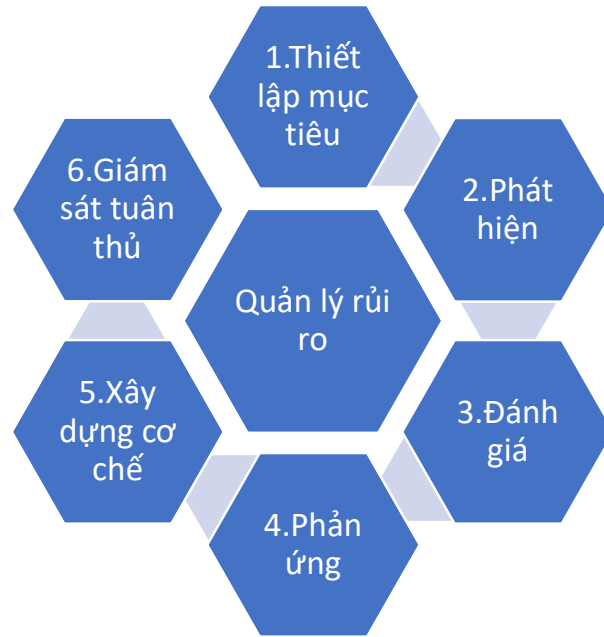 1.Thiết
lập mục
tiêu
2.Phát
hiện
3.Đánh
giá
4.Phản
ứng
5.Xây
dựng cơ
chế
6.Giám
sát tuân
thủ
Quản lý rủi
ro